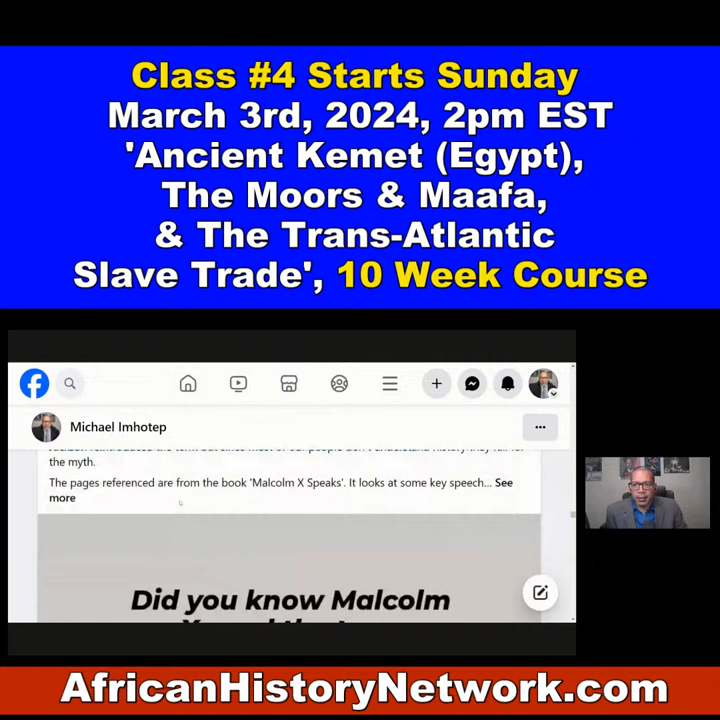 Class #4 Starts Sunday
March 3rd, 2024, 2pm EST
'Ancient Kemet (Egypt),
The Moors & Maafa,
& The Trans-Atlantic
Slave Trade', 10 Week Course
Michael Imhotep
the myth.
The pages referenced are from the book 'Malcolm X Speaks'. It looks at some key speech... See
more
Did you know Malcolm
AfricanHistoryNetwork.com